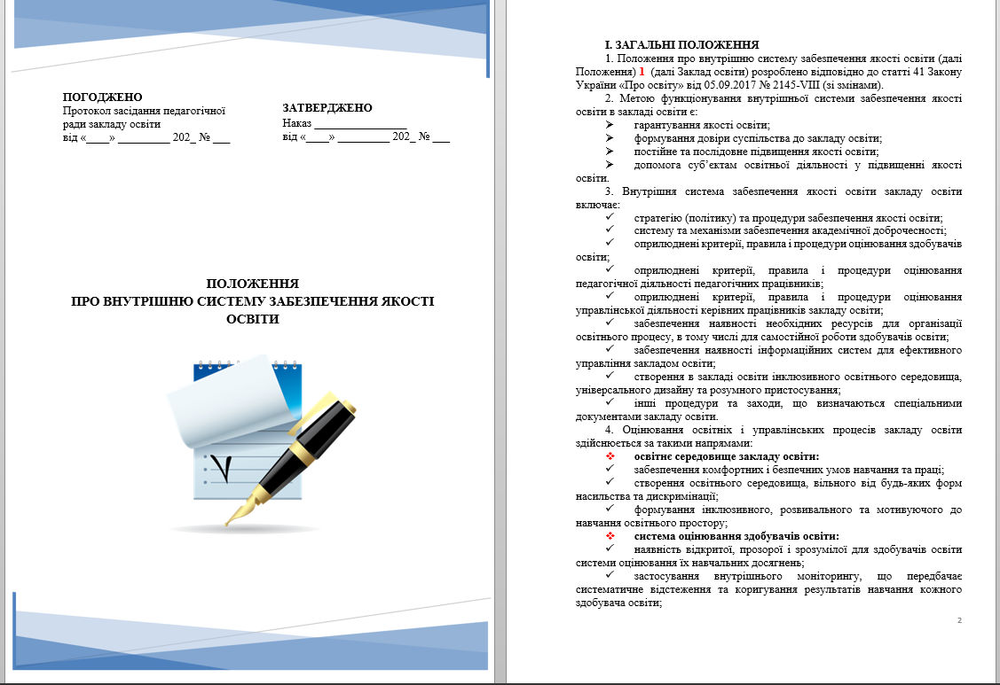 ПОГОДЖЕНО
Протокол засідання педагогічної
ради закладу освіти
від «____» _________ 202_ № ___
ЗАТВЕРДЖЕНО
Наказ ________________
від «____» _________ 202_ № ___
ПОЛОЖЕННЯ
ПРО ВНУТРІШНЮ СИСТЕМУ ЗАБЕЗПЕЧЕННЯ ЯКОСТІ
ОСВІТИ
І. ЗАГАЛЬНІ ПОЛОЖЕННЯ
1. Положення про внутрішню систему забезпечення якості освіти (далі
Положення) 1 (далі Заклад освіти) розроблено відповідно до статті 41 Закону
України «Про освіту» від 05.09.2017 № 2145-VIII (зі змінами).
2. Метою функціонування внутрішньої системи забезпечення якості
освіти в закладі освіти є:
➢ гарантування якості освіти;
➢ формування довіри суспільства до закладу освіти;
➢ постійне та послідовне підвищення якості освіти;
➢ допомога суб’єктам освітньої діяльності у підвищенні якості
освіти.
3. Внутрішня система забезпечення якості освіти закладу освіти
включає:
✓ стратегію (політику) та процедури забезпечення якості освіти;
✓ систему та механізми забезпечення академічної доброчесності;
✓ оприлюднені критерії, правила і процедури оцінювання здобувачів
освіти;
✓ оприлюднені критерії, правила і процедури оцінювання
педагогічної діяльності педагогічних працівників;
✓ оприлюднені критерії, правила і процедури оцінювання
управлінської діяльності керівних працівників закладу освіти;
✓ забезпечення наявності необхідних ресурсів для організації
освітнього процесу, в тому числі для самостійної роботи здобувачів освіти;
✓ забезпечення наявності інформаційних систем для ефективного
управління закладом освіти;
✓ створення в закладі освіти інклюзивного освітнього середовища,
універсального дизайну та розумного пристосування;
✓ інші процедури та заходи, що визначаються спеціальними
документами закладу освіти.
4. Оцінювання освітніх і управлінських процесів закладу освіти
здійснюється за такими напрямами:
❖ освітнє середовище закладу освіти:
✓ забезпечення комфортних і безпечних умов навчання та праці;
✓ створення освітнього середовища, вільного від будь-яких форм
насильства та дискримінації;
✓ формування інклюзивного, розвивального та мотивуючого до
навчання освітнього простору;
❖ система оцінювання здобувачів освіти:
✓ наявність відкритої, прозорої і зрозумілої для здобувачів освіти
системи оцінювання їх навчальних досягнень;
✓ застосування внутрішнього моніторингу, що передбачає
систематичне відстеження та коригування результатів навчання кожного
здобувача освіти;
2